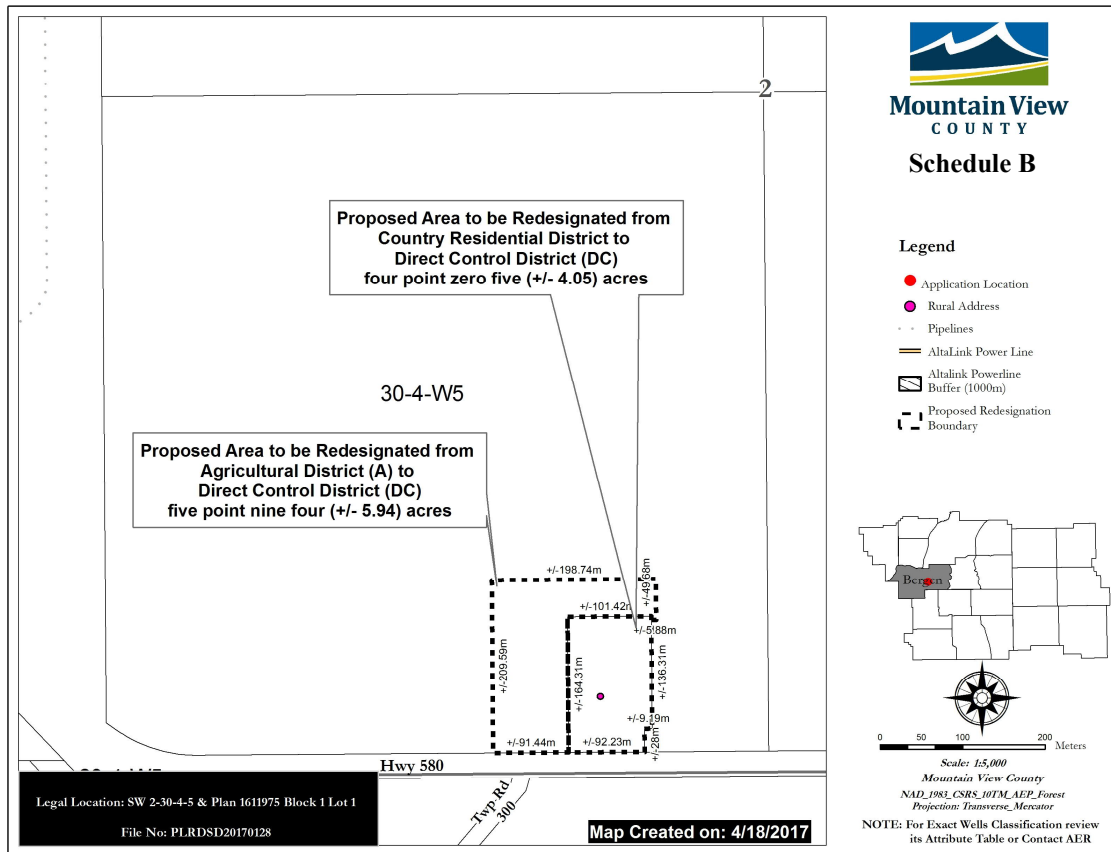 2
Proposed Area to be Redesignated from
Country Residential District to
Direct Control District (DC)
four point zero five (+/- 4.05) acres
30-4-W5
Proposed Area to be Redesignated from
Agricultural District (A) to
Direct Control District (DC)
five point nine four (+/- 5.94) acres
+/-198.74m
+/-49.68m
+/-101.42m
+/-5.88m
+/-209.59m
+/-164.31m
+/-136.31m
+/-9.19m
+/-28m
+/-91.44m
+/-92.23m
Hwy 580
Twp Rd
300
Legal Location: SW 2-30-4-5 & Plan 1611975 Block 1 Lot 1
File No: PLRDSD20170128
Map Created on: 4/18/2017
Mountain View
COUNTY
Schedule B
Legend
Application Location
Rural Address
Pipelines
AltaLink Power Line
Altalink Powerline
Buffer (1000m)
Proposed Redesignation
Boundary
Bergen
0 50 100 200
Meters
Scale: 1:5,000
Mountain View County
NAD_1983_CSRS_10TM_AEP_Forest
Projection: Transverse_Mercator
NOTE: For Exact Wells Classification review
its Attribute Table or Contact AER